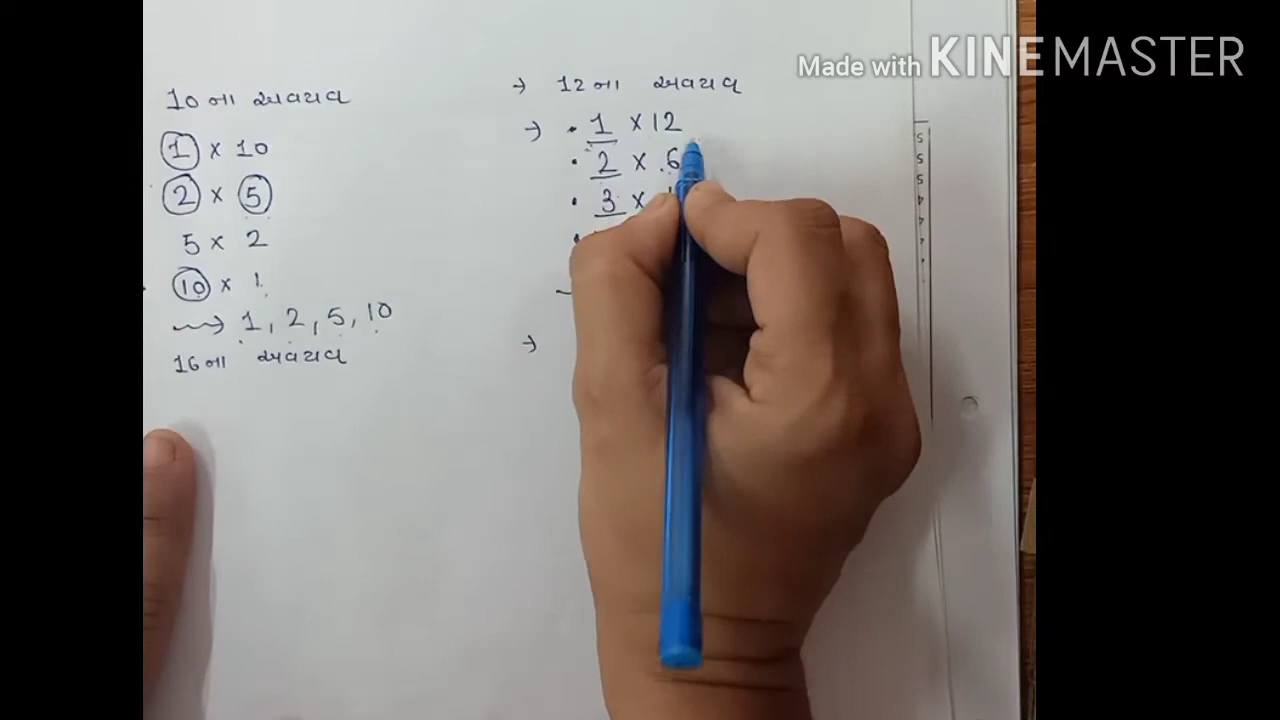 Made with KINEMASTER
10ના અવયવ
1 × 10
2 × 5
5 × 2
10 × 1
→ 1, 2, 5, 10
16ના અવયવ
→ 12ના અવયવ
→ • 1 × 12
• 2 × 6
• 3 ×
→